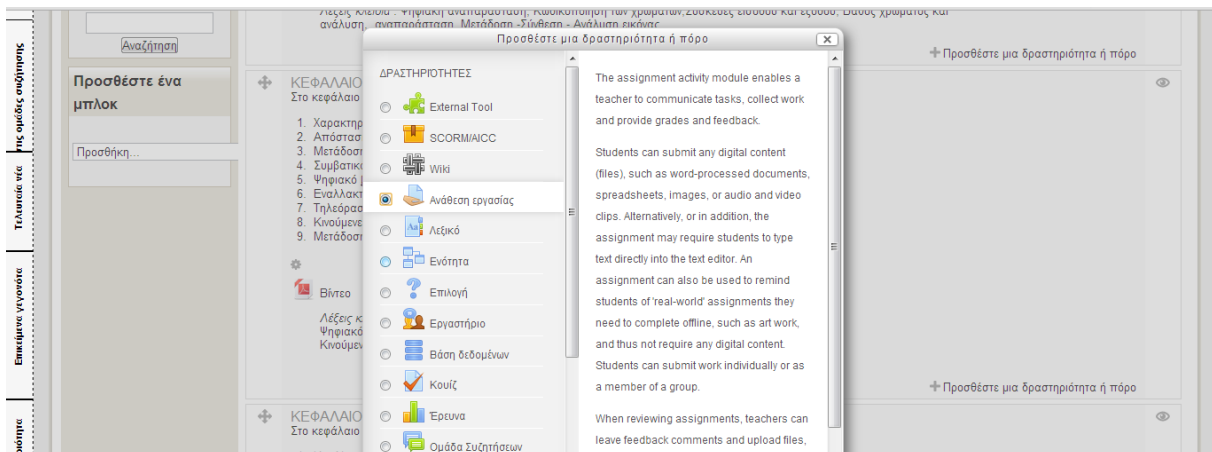 Λέξεις κλειδιά : Ψηφιακή αναπαράσταση, Κωδικοποίηση των χρωμάτων,Συσκευές εισόδου και εξόδου, Βάθος χρώματος και
ανάλυση, αναπαράσταση, Μετάδοση -Σύνθεση - Ανάλυση εικόνας
Αναζήτηση
Προσθέστε ένα
μπλοκ
Προσθήκη...
της ομάδες συζήτησης
Τελευταία νέα
Επικείμενα γεγονότα
Προσθέστε μια δραστηριότητα ή πόρο
ΚΕΦΑΛΑΙΟ
Στο κεφάλαιο
1. Χαρακτηρ
2. Απόστασ
3. Μετάδοση
4. Συμβατικ
5. Ψηφιακό
6. Εναλλακτ
7. Τηλεόρασ
8. Κινούμενε
9. Μετάδοση
Βίντεο
Λέξεις κ
Ψηφιακό
Κινούμεν
Προσθέστε μια δραστηριότητα ή πόρο
ΚΕΦΑΛΑΙΟ
Στο κεφάλαιο
Προσθέστε μια δραστηριότητα ή πόρο
ΔΡΑΣΤΗΡΙΌΤΗΤΕΣ
External Tool
SCORM/AICC
Wiki
Ανάθεση εργασίας
Λεξικό
Ενότητα
Επιλογή
Εργαστήριο
Βάση δεδομένων
Κουίζ
Έρευνα
Ομάδα Συζητήσεων
The assignment activity module enables a
teacher to communicate tasks, collect work
and provide grades and feedback.
Students can submit any digital content
(files), such as word-processed documents,
spreadsheets, images, or audio and video
clips. Alternatively, or in addition, the
assignment may require students to type
text directly into the text editor. An
assignment can also be used to remind
students of 'real-world' assignments they
need to complete offline, such as art work,
and thus not require any digital content.
Students can submit work individually or as
a member of a group.
When reviewing assignments, teachers can
leave feedback comments and upload files,